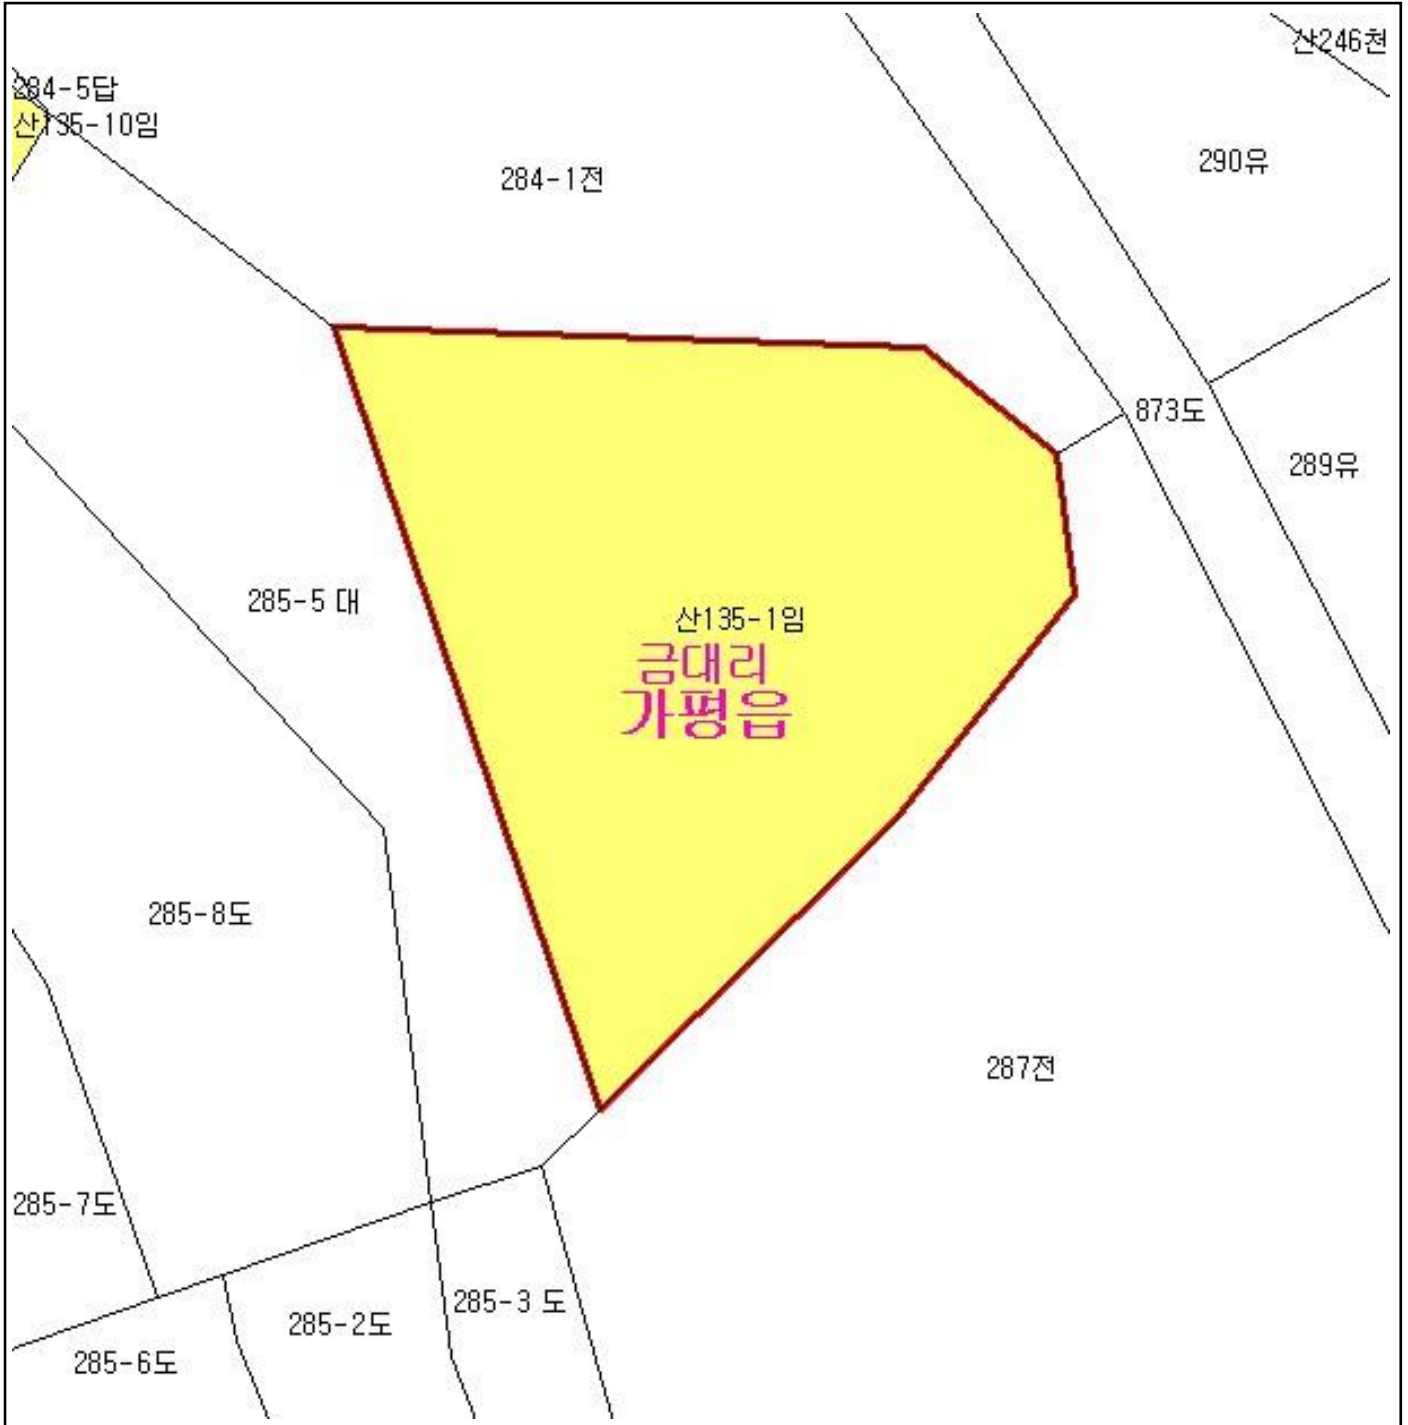 산246천
284-5답
산135-10임
284-1전
290유
873도
289유
285-5 대
산135-1임
금대리
가평읍
285-8도
287전
285-7도
285-3 도
285-2도
285-6도